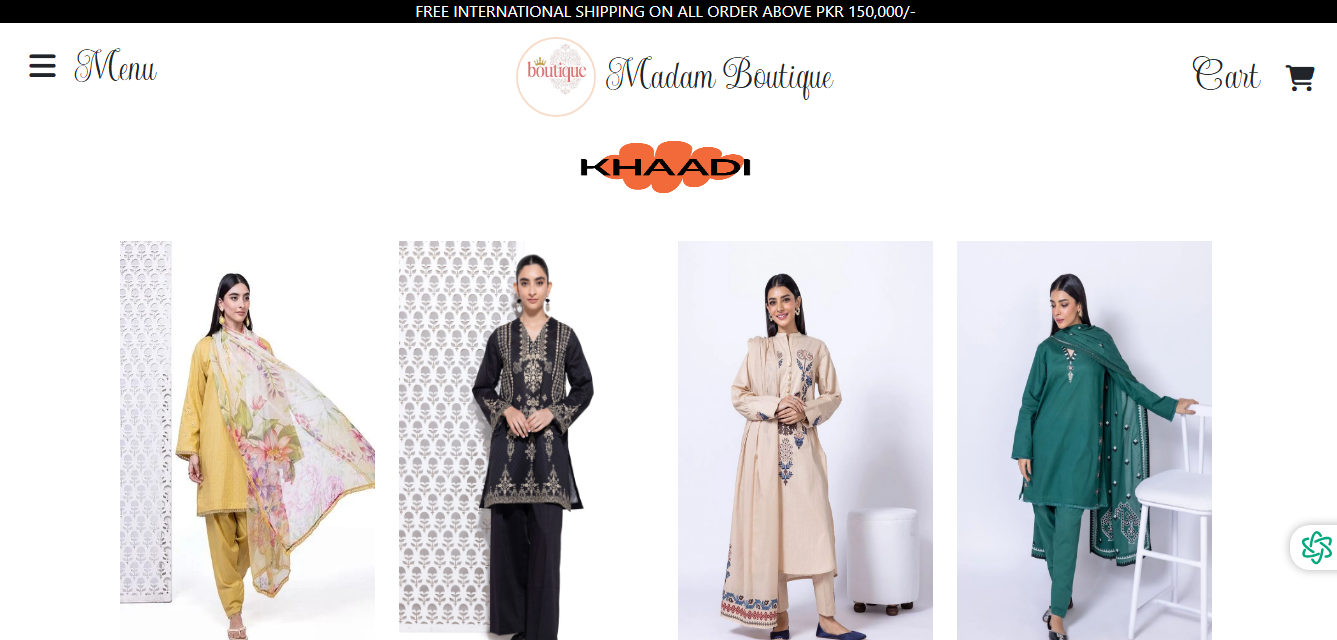 FREE INTERNATIONAL SHIPPING ON ALL ORDER ABOVE PKR 150,000/-
Menu
boutique
Madam Boutique
Cart
KHAADI